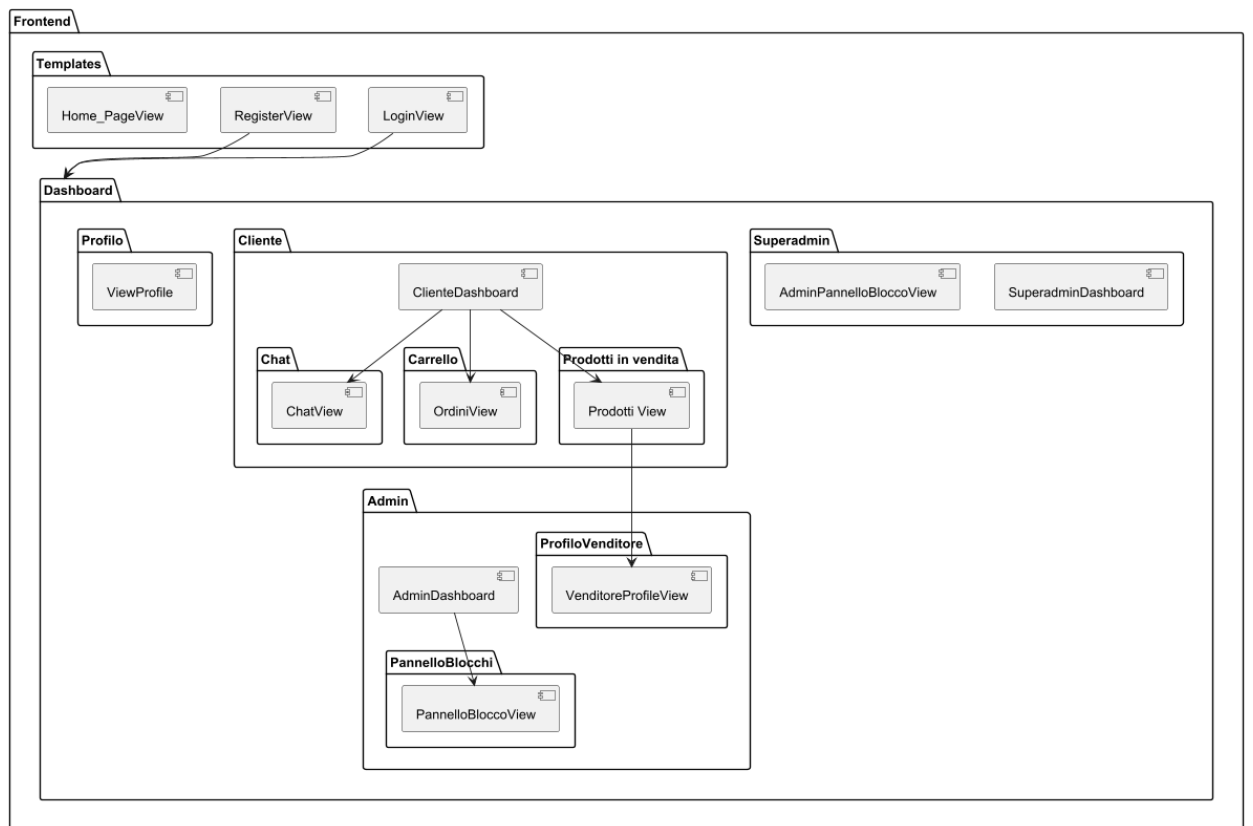 Frontend
Templates
Home_PageView
RegisterView
LoginView
Dashboard
Profilo
ViewProfile
Cliente
ClienteDashboard
Chat
ChatView
Carrello
OrdiniView
Prodotti in vendita
Prodotti View
Superadmin
AdminPannelloBloccoView
SuperadminDashboard
Admin
AdminDashboard
ProfiloVenditore
VenditoreProfileView
PannelloBlocchi
PannelloBloccoView